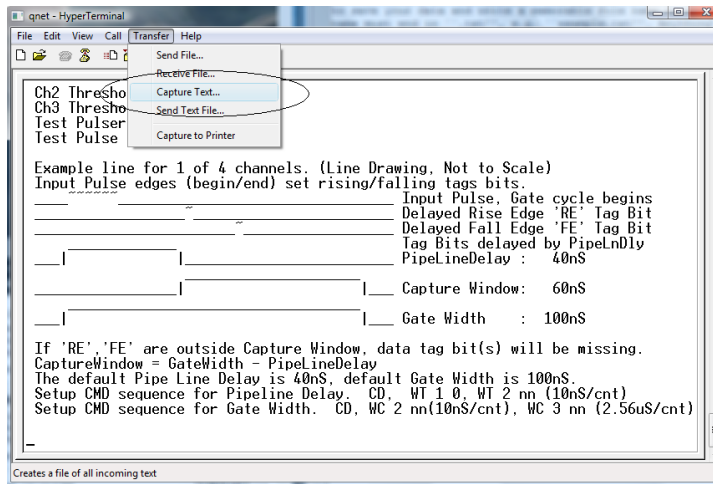 qnet - HyperTerminal
File Edit View Call Transfer Help
Send File...
Receive File...
Capture Text...
Send Text File...
Capture to Printer
Ch2 Thresho
Ch3 Thresho
Test Pulser
Test Pulse
Example line for 1 of 4 channels. (Line Drawing, Not to Scale)
Input Pulse edges (begin/end) set rising/falling tags bits.
Input Pulse, Gate cycle begins
Delayed Rise Edge 'RE' Tag Bit
Delayed Fall Edge 'FE' Tag Bit
Tag Bits delayed by PipeLnDly
PipeLineDelay : 40nS
Capture Window: 60nS
Gate Width : 100nS
If 'RE','FE' are outside Capture Window, data tag bit(s) will be missing.
CaptureWindow = GateWidth - PipeLineDelay
The default Pipe Line Delay is 40nS, default Gate Width is 100nS.
Setup CMD sequence for Pipeline Delay. CD, WT 1 0, WT 2 nn (10nS/cnt)
Setup CMD sequence for Gate Width. CD, WC 2 nn(10nS/cnt), WC 3 nn (2.56uS/cnt)
Creates a file of all incoming text